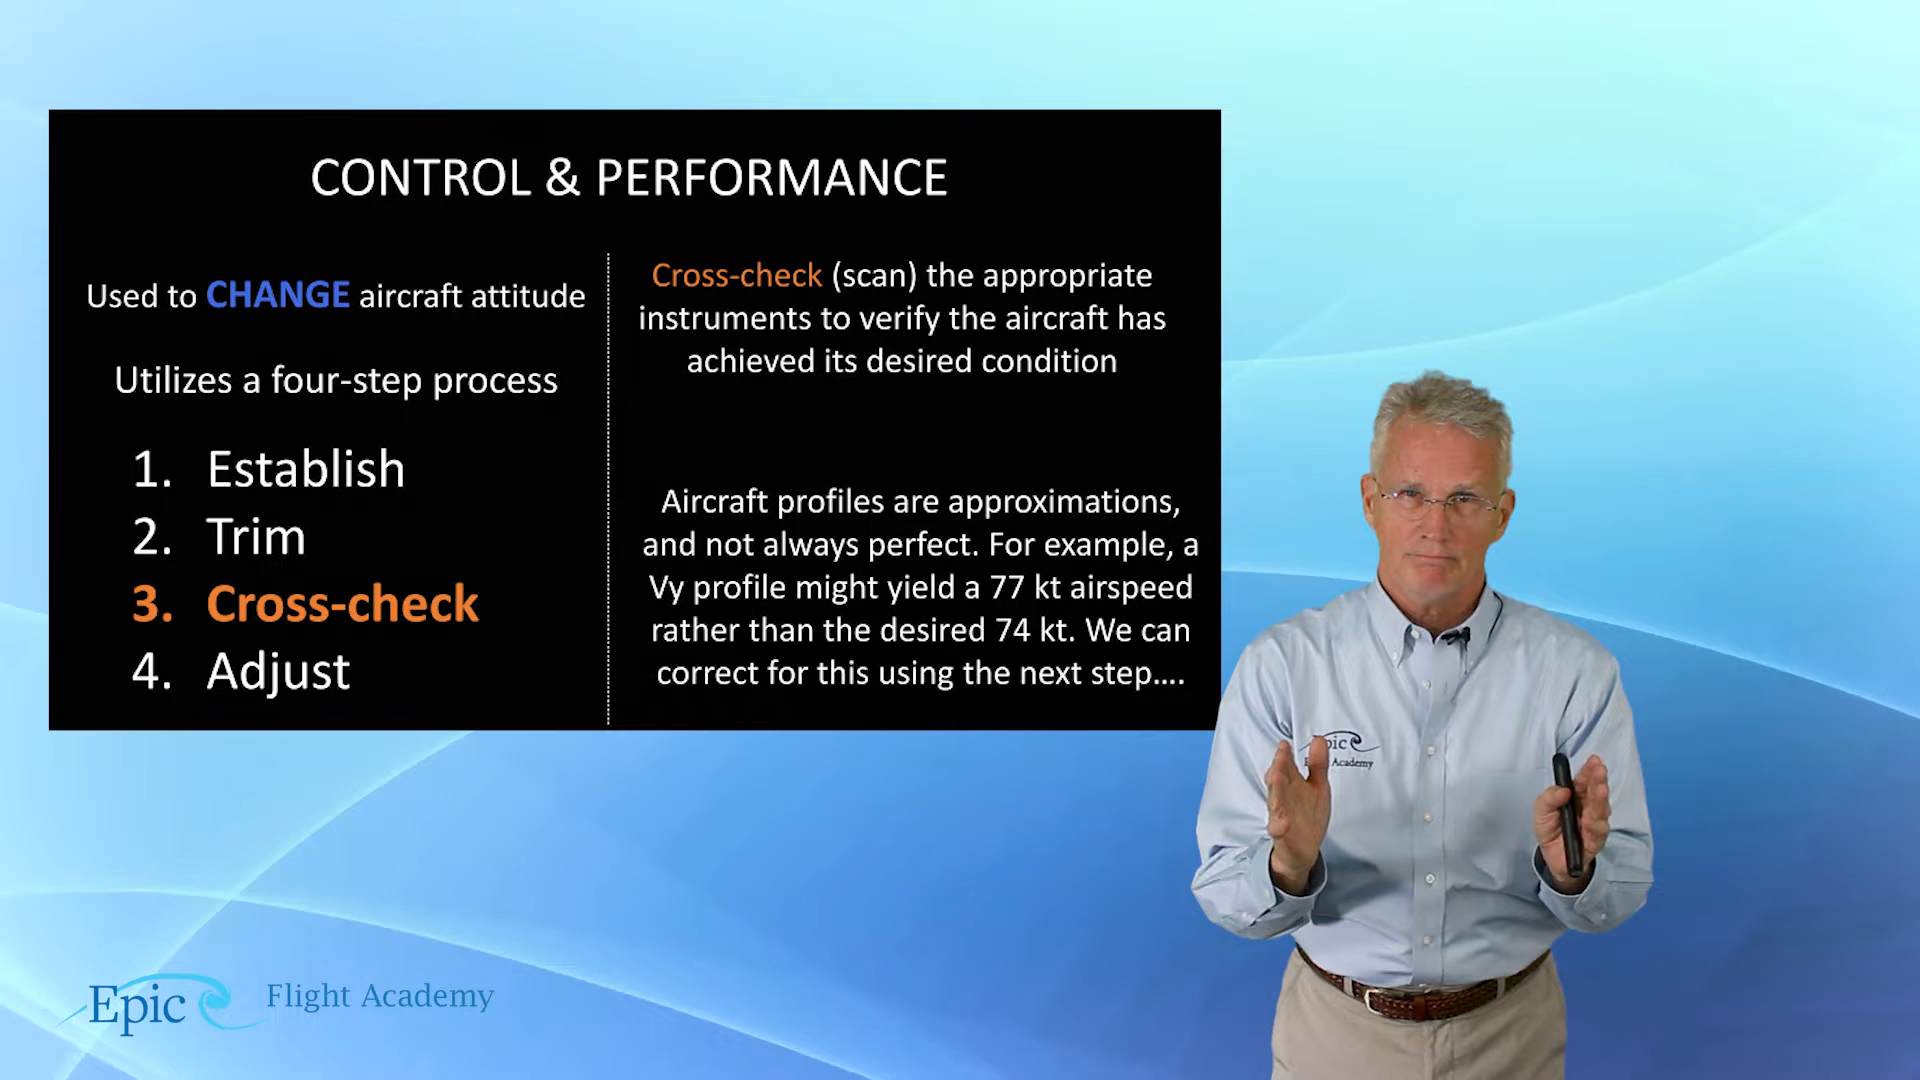 CONTROL & PERFORMANCE
Used to CHANGE aircraft attitude
Utilizes a four-step process
1. Establish
2. Trim
3. Cross-check
4. Adjust
Cross-check (scan) the appropriate
instruments to verify the aircraft has
achieved its desired condition
Aircraft profiles are approximations,
and not always perfect. For example, a
Vy profile might yield a 77 kt airspeed
rather than the desired 74 kt. We can
correct for this using the next step....
Academy
Epic Flight Academy